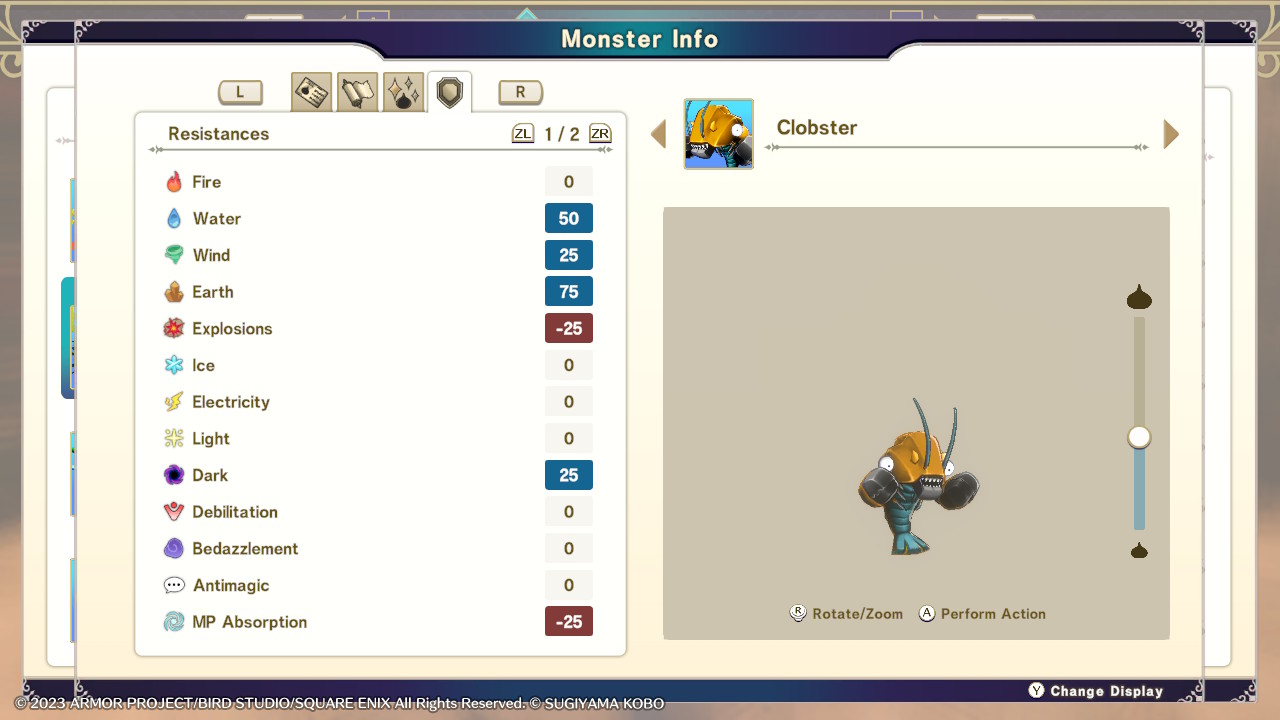 Monster Info
L
R
Resistances
ZL 1 / 2 ZR
Fire 0
Water 50
Wind 25
Earth 75
Explosions -25
Ice 0
Electricity 0
Light 0
Dark 25
Debilitation 0
Bedazzlement 0
Antimagic 0
MP Absorption -25
Clobster
R Rotate/Zoom A Perform Action
Y Change Display
© 2023 ARMOR PROJECT/BIRD STUDIO/SQUARE ENIX All Rights Reserved. © SUGIYAMA KOBO